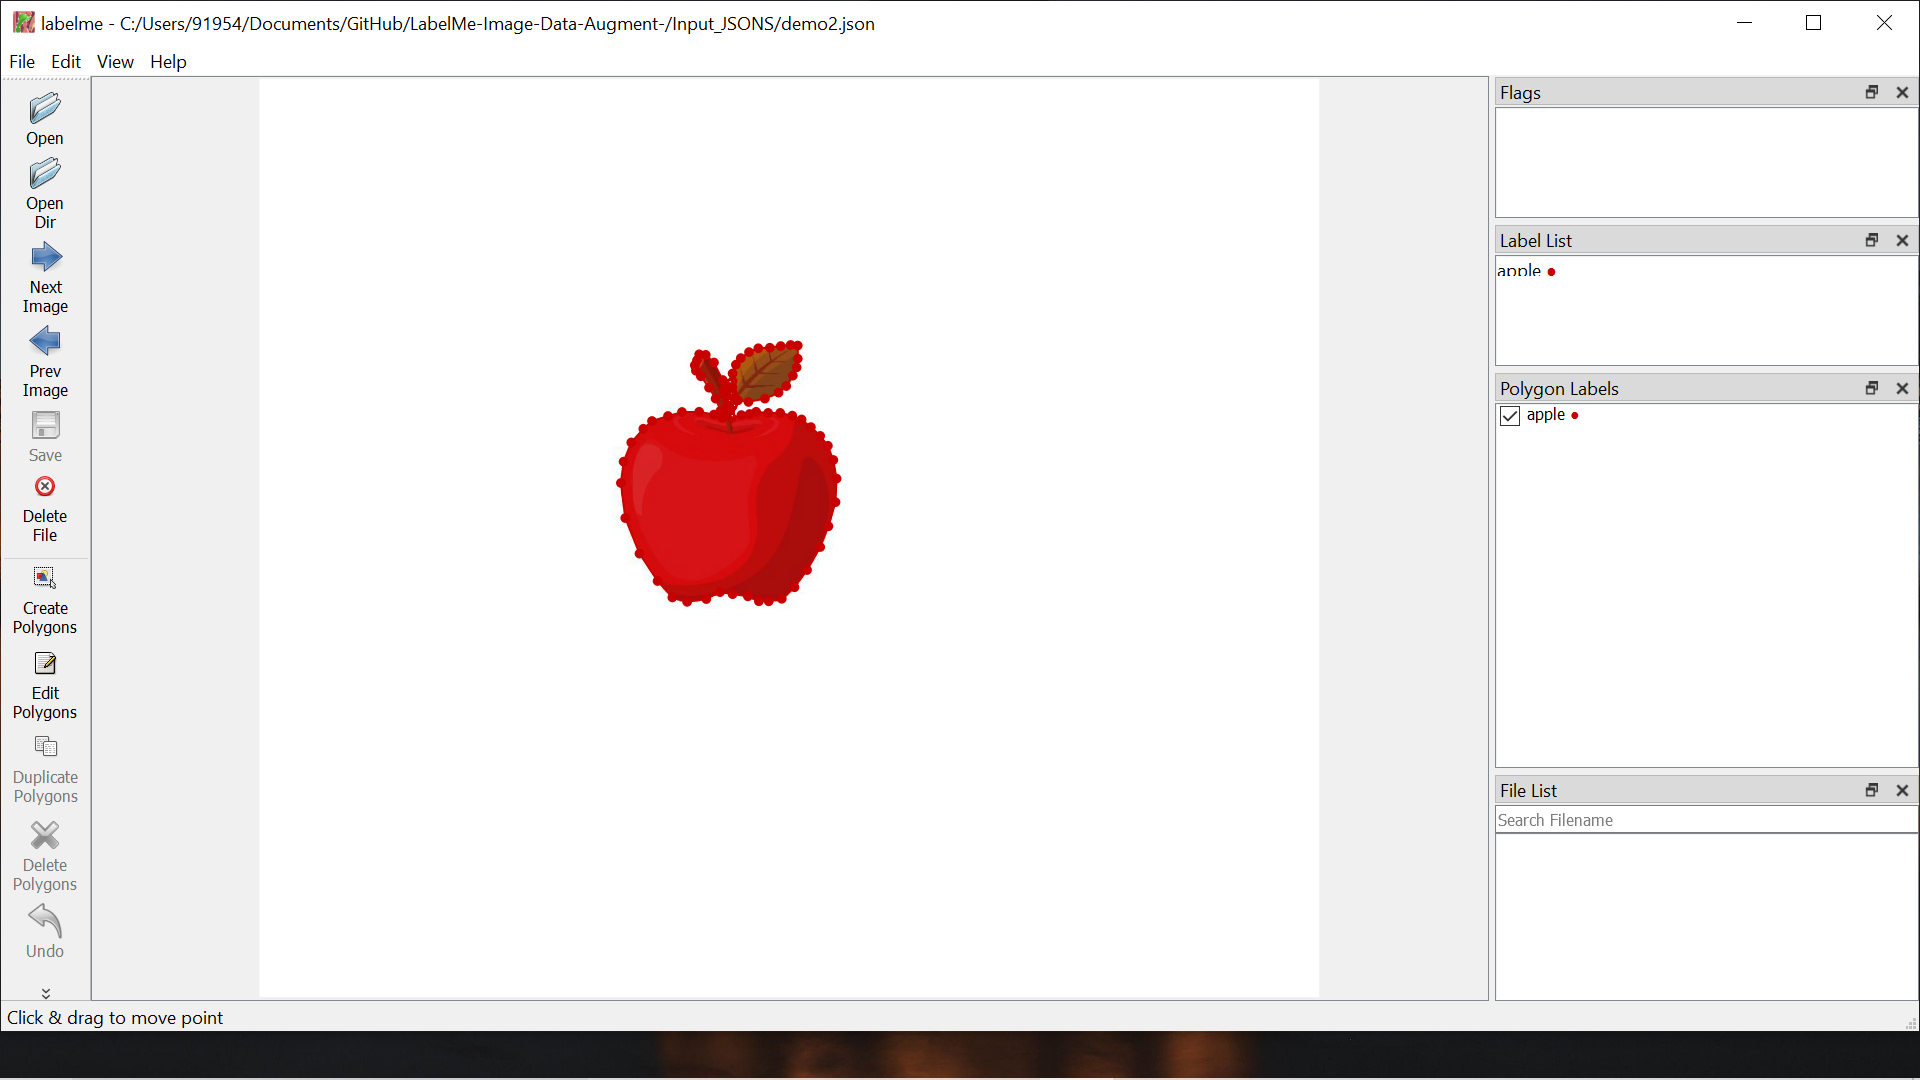 labelme - C:/Users/91954/Documents/GitHub/LabelMe-Image-Data-Augment-/Input_JSONS/demo2.json
File Edit View Help
Open
Open
Dir
Next
Image
Prev
Image
Save
Delete
File
Create
Polygons
Edit
Polygons
Duplicate
Polygons
Delete
Polygons
Undo
Flags
Label List
apple
Polygon Labels
apple
File List
Search Filename
Click & drag to move point